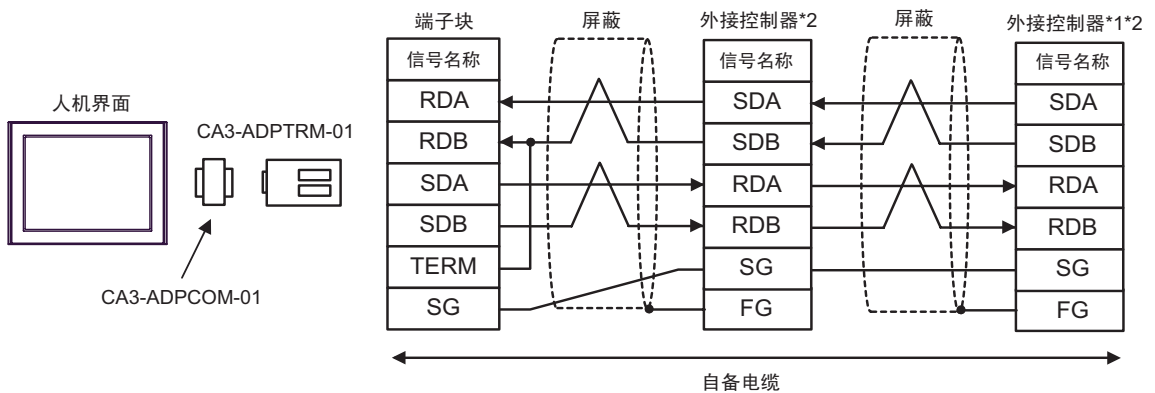 端子块
屏蔽
外接控制器*2
屏蔽
外接控制器*1*2
信号名称
信号名称
信号名称
RDA
SDA
SDA
人机界面
CA3-ADPTRM-01
RDB
SDB
SDB
SDA
RDA
RDA
SDB
RDB
RDB
TERM
SG
SG
CA3-ADPCOM-01
SG
FG
FG
自备电缆